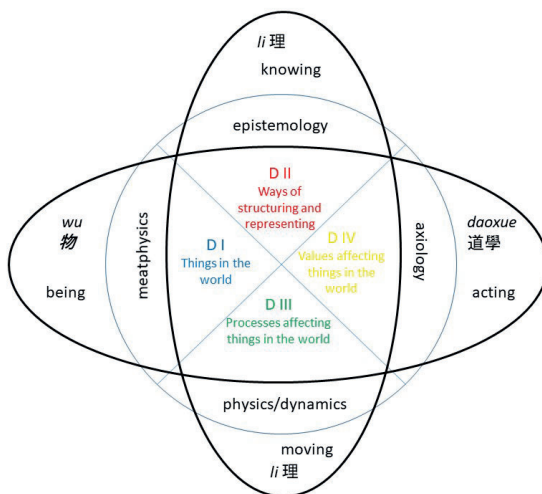 li 理
knowing
epistemology
D II
Ways of
structuring and
representing
wu
物
being
meatphysics
D I
Things in the
world
D IV
Values affecting
things in the
world
axiology
daoxue
道學
acting
D III
Processes affecting
things in the world
physics/dynamics
moving
li 理